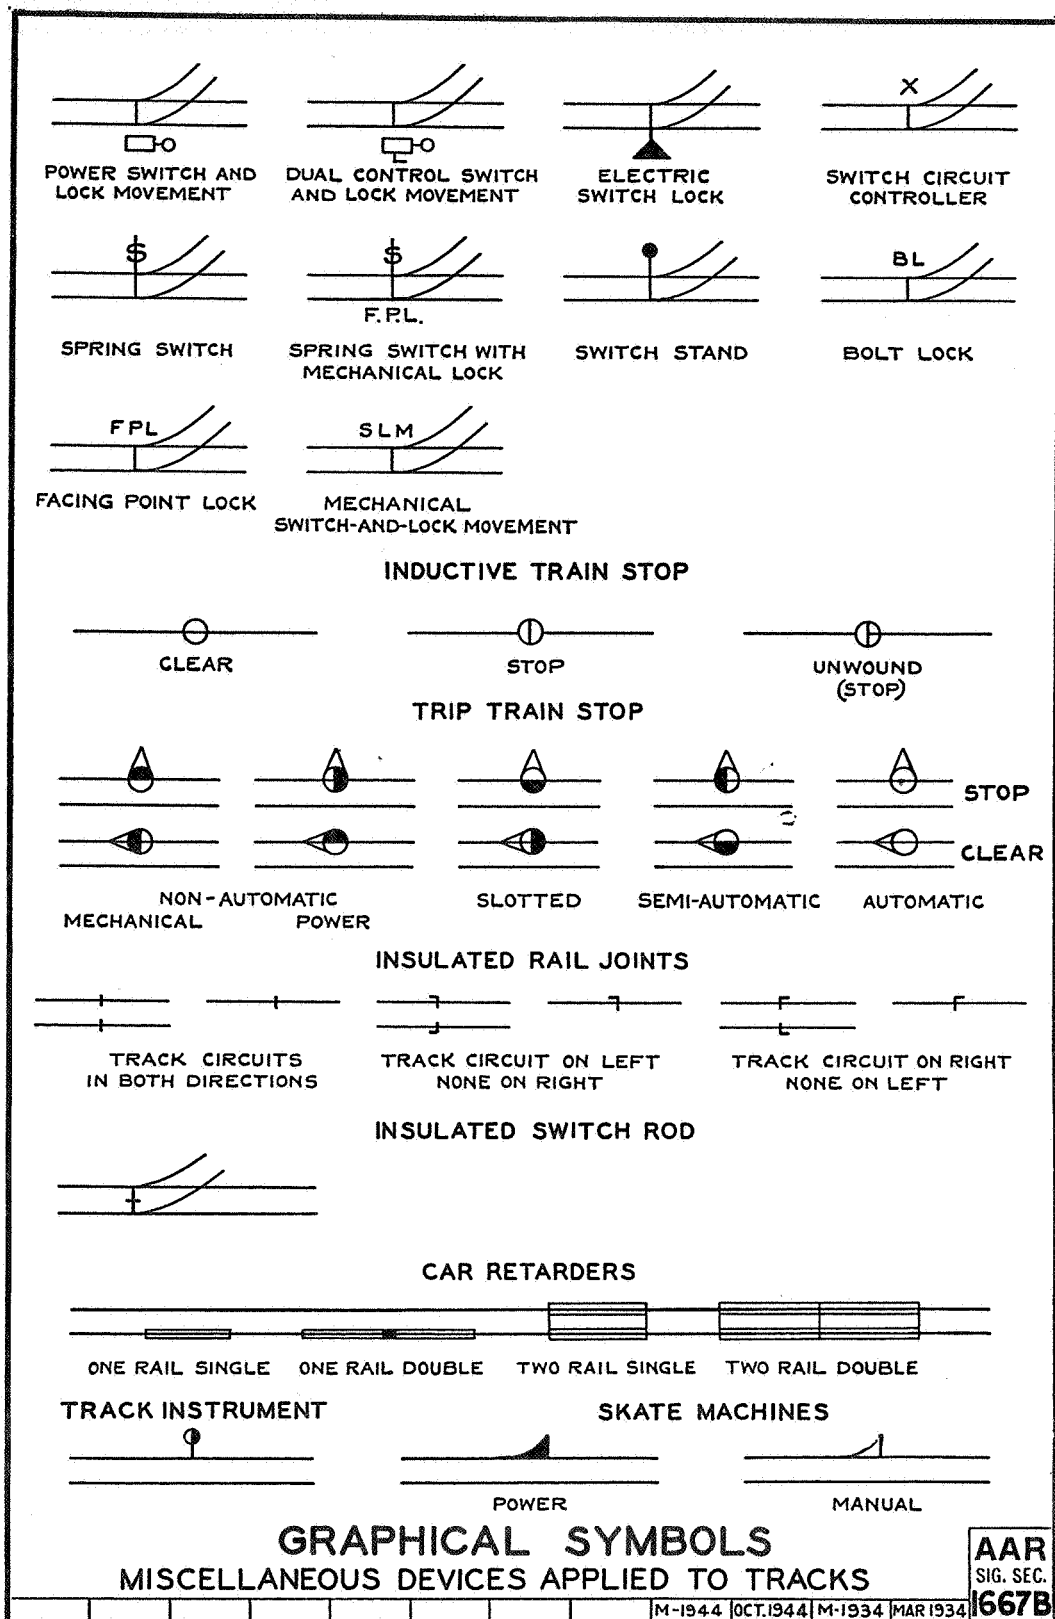 X
POWER SWITCH AND
LOCK MOVEMENT
DUAL CONTROL SWITCH
AND LOCK MOVEMENT
ELECTRIC
SWITCH LOCK
SWITCH CIRCUIT
CONTROLLER
S
S
F.P.L.
BL
SPRING SWITCH
SPRING SWITCH WITH
MECHANICAL LOCK
SWITCH STAND
BOLT LOCK
FPL
SLM
FACING POINT LOCK
MECHANICAL
SWITCH-AND-LOCK MOVEMENT
INDUCTIVE TRAIN STOP
CLEAR
STOP
UNWOUND
(STOP)
TRIP TRAIN STOP
STOP
CLEAR
NON-AUTOMATIC
MECHANICAL POWER
SLOTTED
SEMI-AUTOMATIC
AUTOMATIC
INSULATED RAIL JOINTS
TRACK CIRCUITS
IN BOTH DIRECTIONS
TRACK CIRCUIT ON LEFT
NONE ON RIGHT
TRACK CIRCUIT ON RIGHT
NONE ON LEFT
INSULATED SWITCH ROD
CAR RETARDERS
ONE RAIL SINGLE
ONE RAIL DOUBLE
TWO RAIL SINGLE
TWO RAIL DOUBLE
TRACK INSTRUMENT
SKATE MACHINES
POWER
MANUAL
GRAPHICAL SYMBOLS
MISCELLANEOUS DEVICES APPLIED TO TRACKS
AAR
SIG. SEC.
1667B
M-1944 OCT.1944 M-1934 MAR 1934